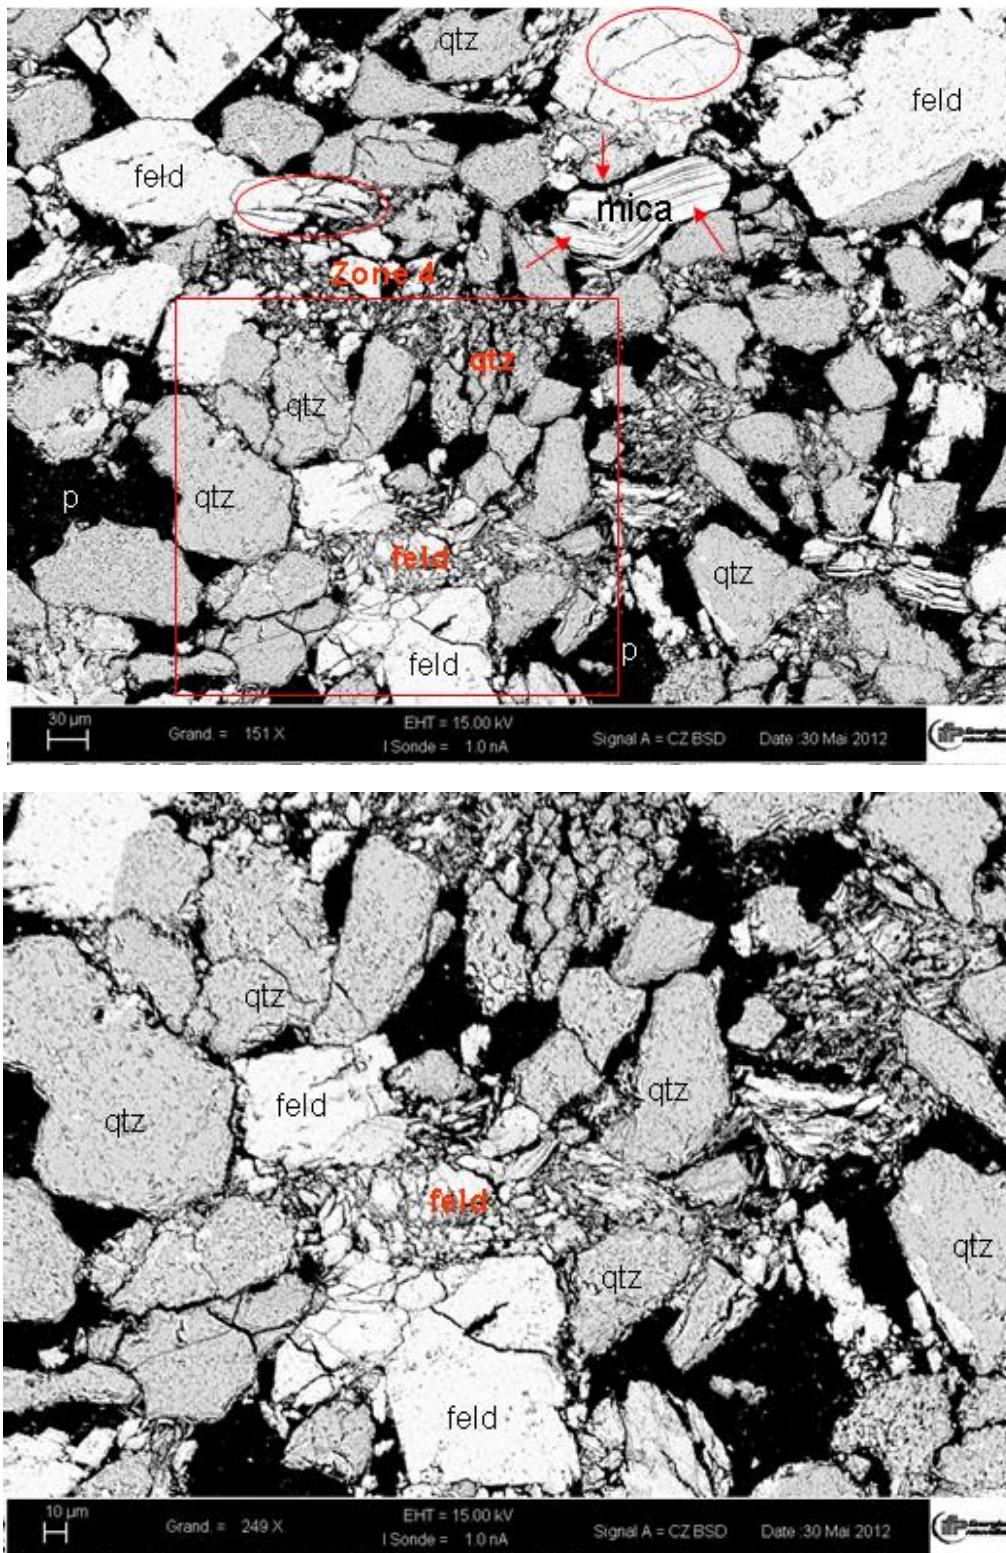 qtz
feld
feld
mica
Zone 4
qtz
qtz
p
qtz
feld
qtz
p
feld
30 µm
Grand. = 151 X
EHT = 15.00 kV
I Sonde = 1.0 nA
Signal A = CZ BSD
Date :30 Mai 2012
qtz
feld
qtz
qtz
feld
qtz
qtz
feld
10 µm
Grand. = 249 X
EHT = 15.00 kV
I Sonde = 1.0 nA
Signal A = CZ BSD
Date :30 Mai 2012